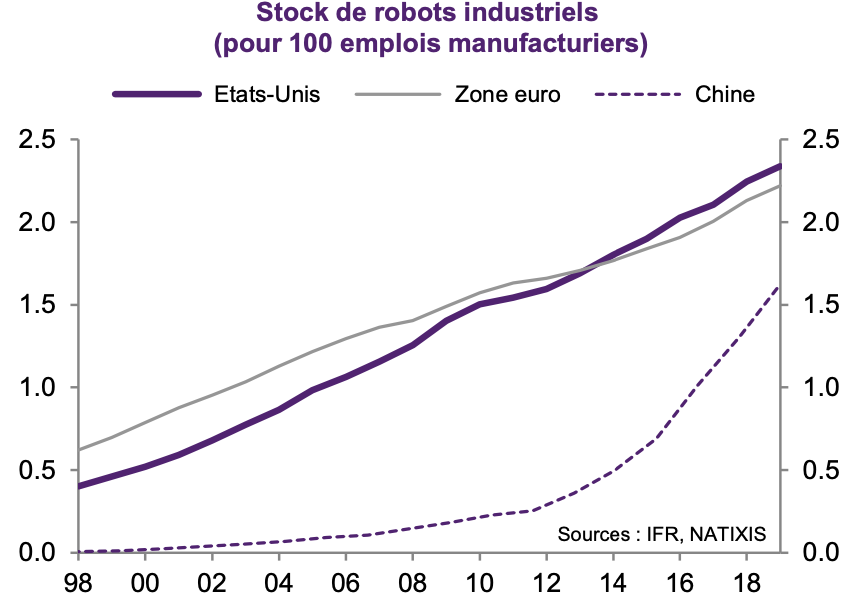 Stock de robots industriels
(pour 100 emplois manufacturiers)
Etats-Unis Zone euro Chine
2.5 2.5
2.0 2.0
1.5 1.5
1.0 1.0
0.5 0.5
Sources : IFR, NATIXIS
0.0 0.0
98 00 02 04 06 08 10 12 14 16 18